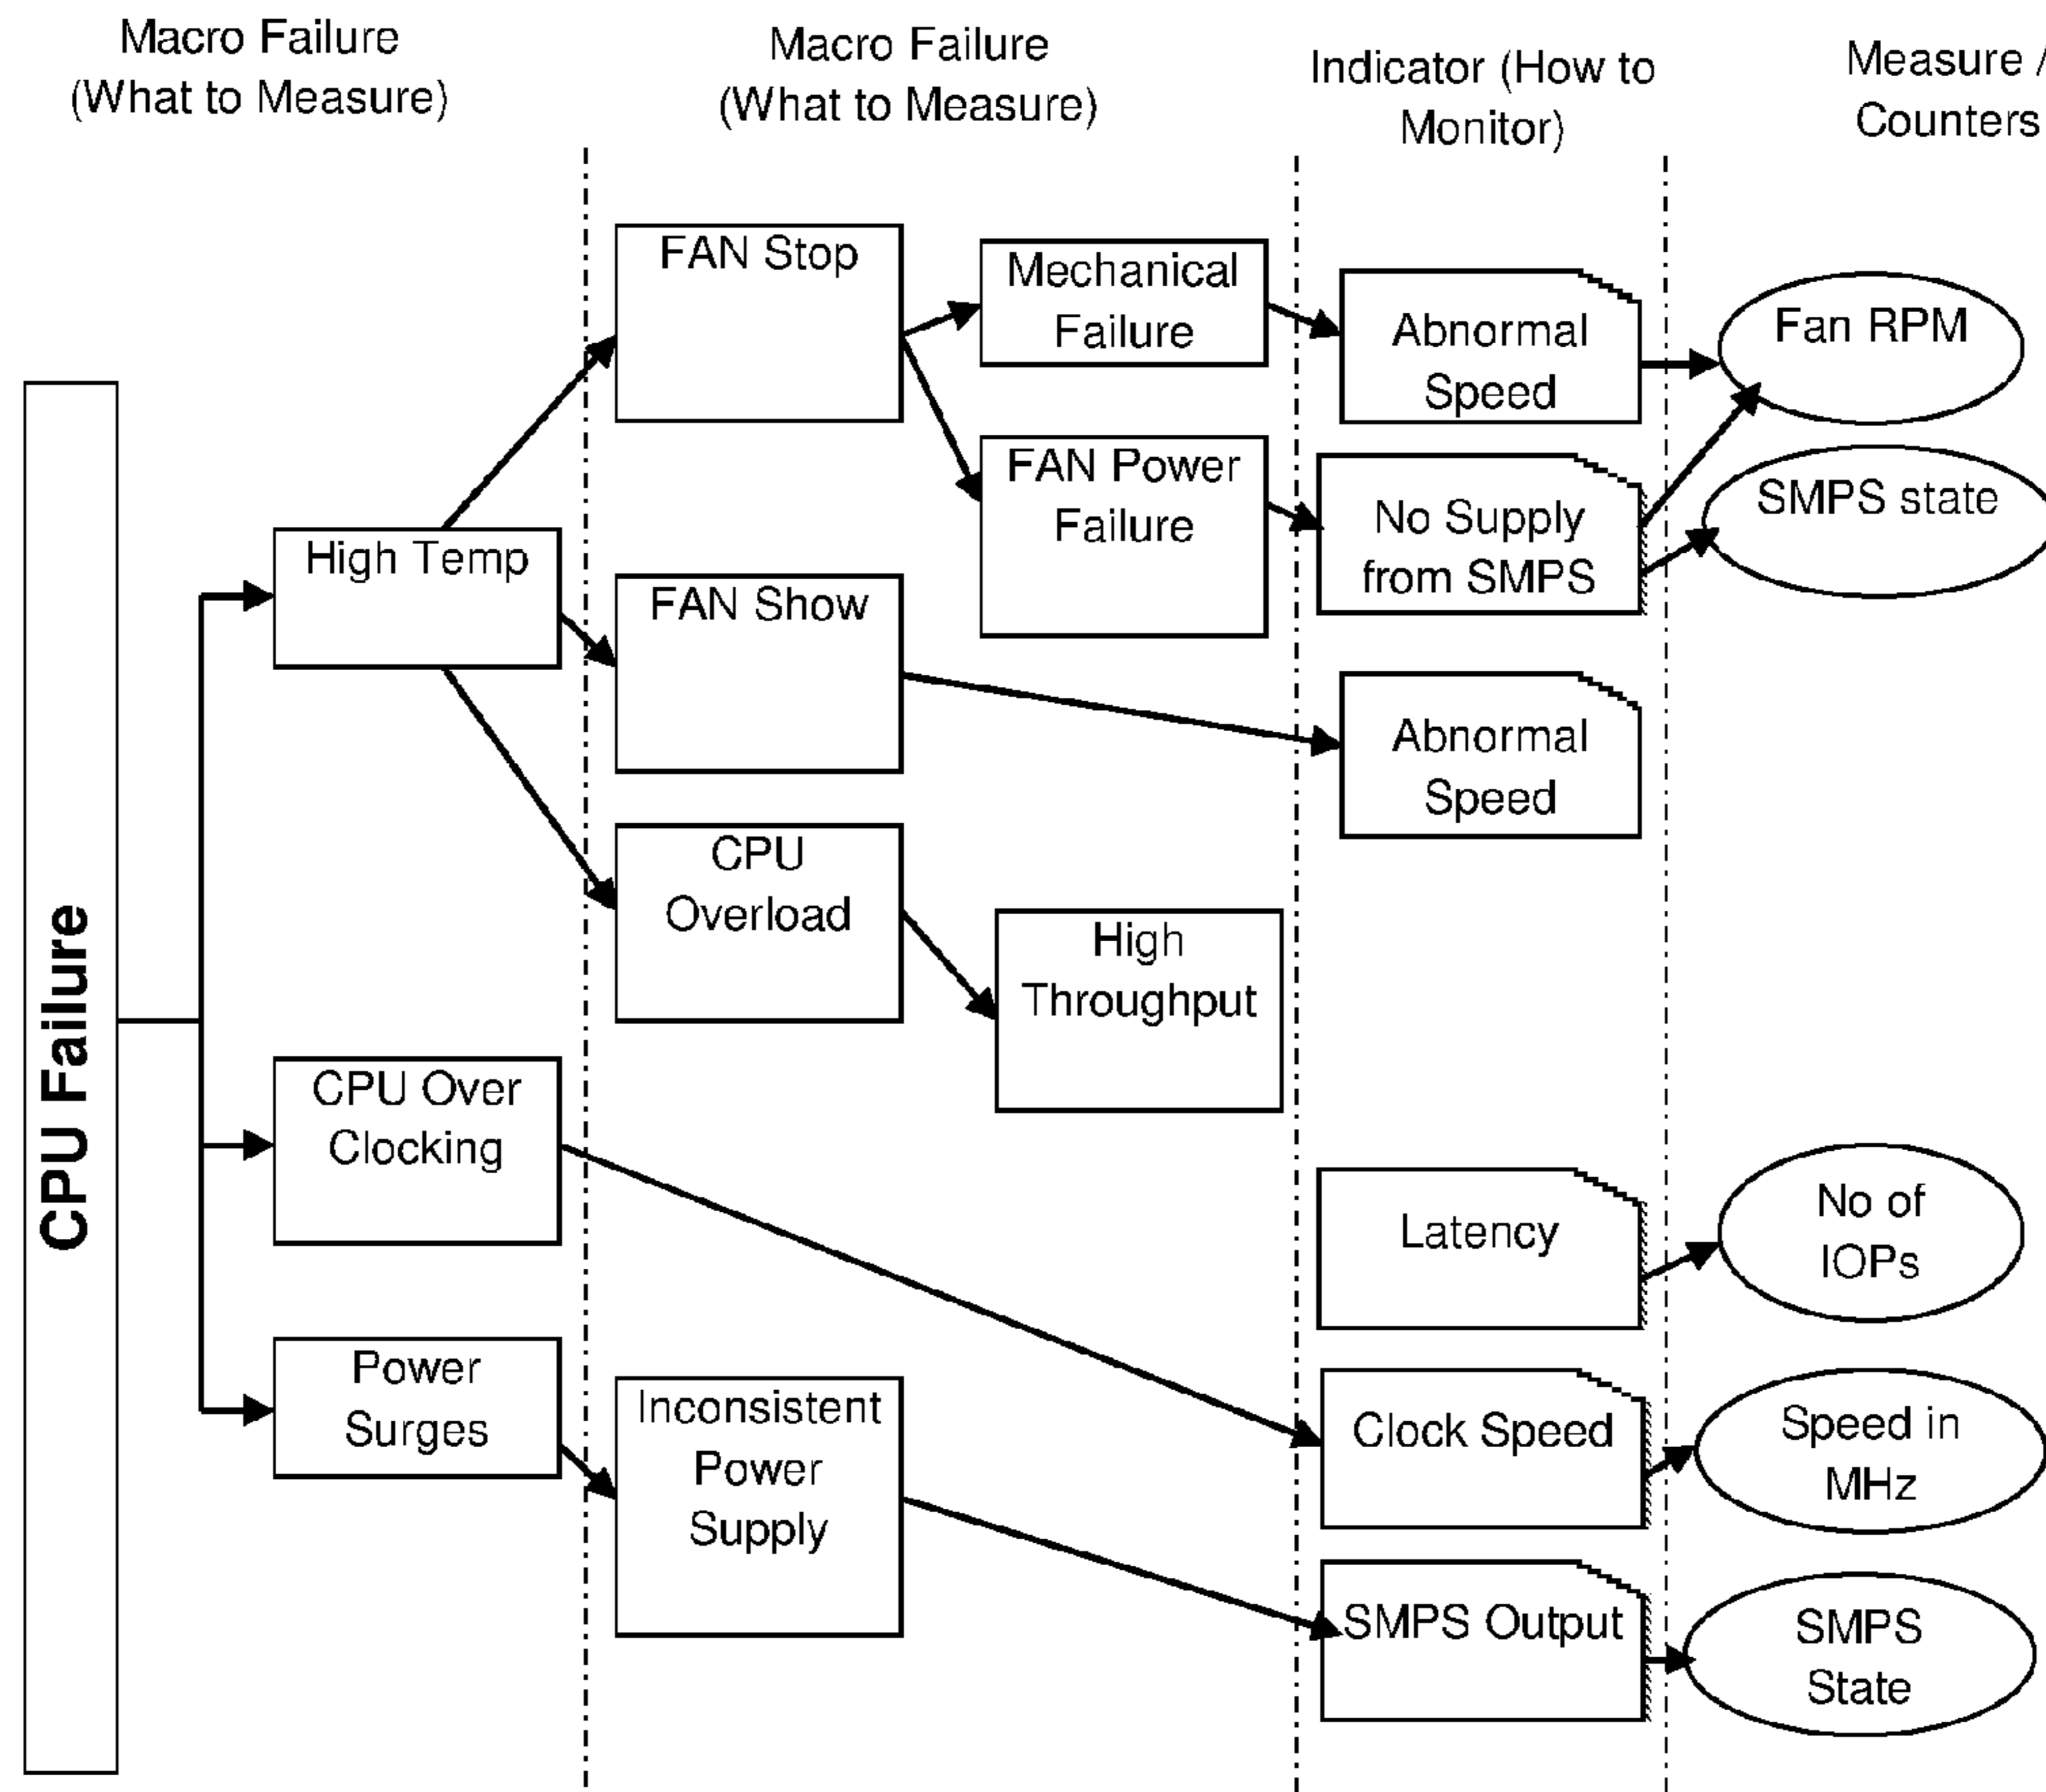 Macro Failure
(What to Measure)
Macro Failure
(What to Measure)
Indicator (How to
Monitor)
Measure /
Counters
CPU Failure
High Temp
CPU Over
Clocking
Power
Surges
FAN Stop
Mechanical
Failure
FAN Power
Failure
FAN Show
CPU
Overload
High
Throughput
Inconsistent
Power
Supply
Abnormal
Speed
No Supply
from SMPS
Abnormal
Speed
Latency
Clock Speed
SMPS Output
Fan RPM
SMPS state
No of
IOPs
Speed in
MHz
SMPS
State